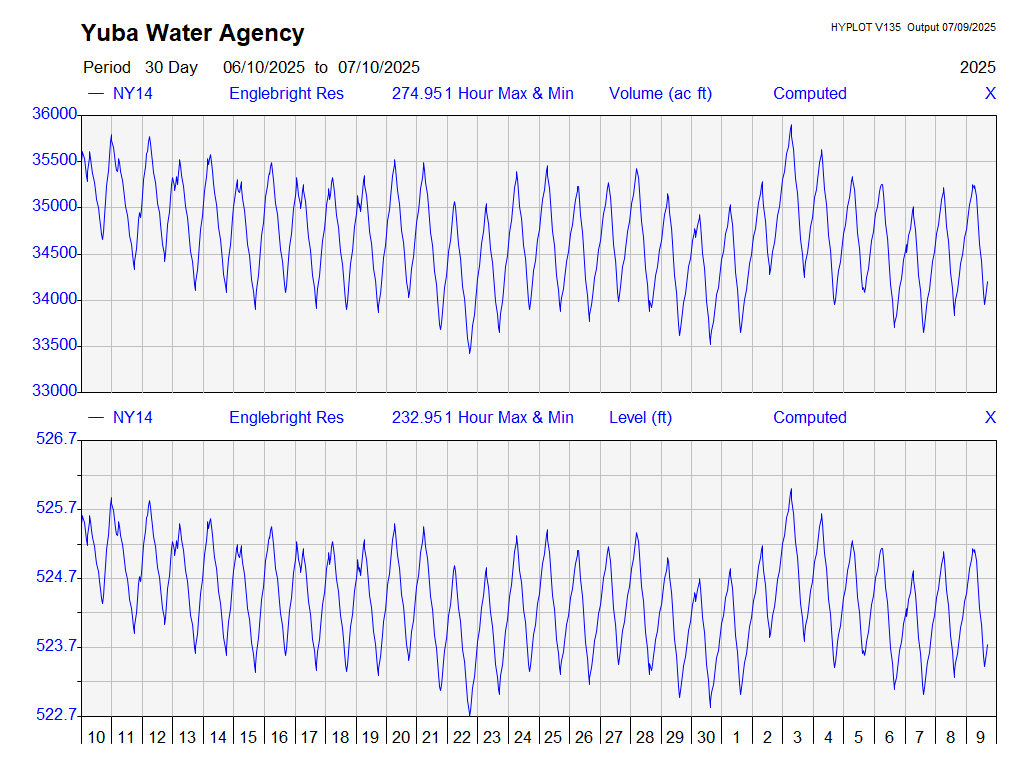 Yuba Water Agency
HYPLOT V135 Output 07/09/2025
Period 30 Day 06/10/2025 to 07/10/2025 2025
— NY14 Englebright Res 274.951 Hour Max & Min Volume (ac ft) Computed X
36000
35500
35000
34500
34000
33500
33000
— NY14 Englebright Res 232.951 Hour Max & Min Level (ft) Computed X
526.7
525.7
524.7
523.7
522.7
10 11 12 13 14 15 16 17 18 19 20 21 22 23 24 25 26 27 28 29 30 1 2 3 4 5 6 7 8 9